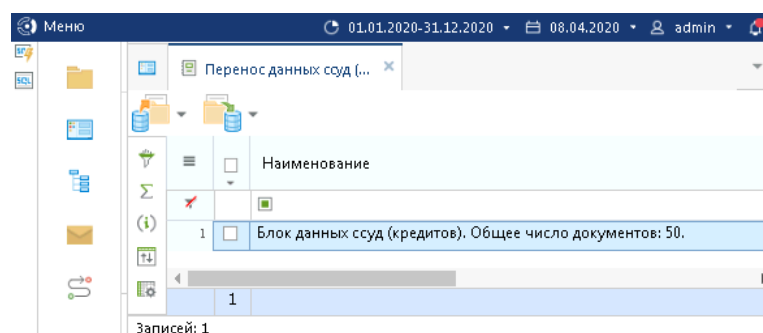 Меню 01.01.2020-31.12.2020 08.04.2020 admin
SP
SQL
Перенос данных ссуд (...
Наименование
1 Блок данных ссуд (кредитов). Общее число документов: 50.
1
Записей: 1